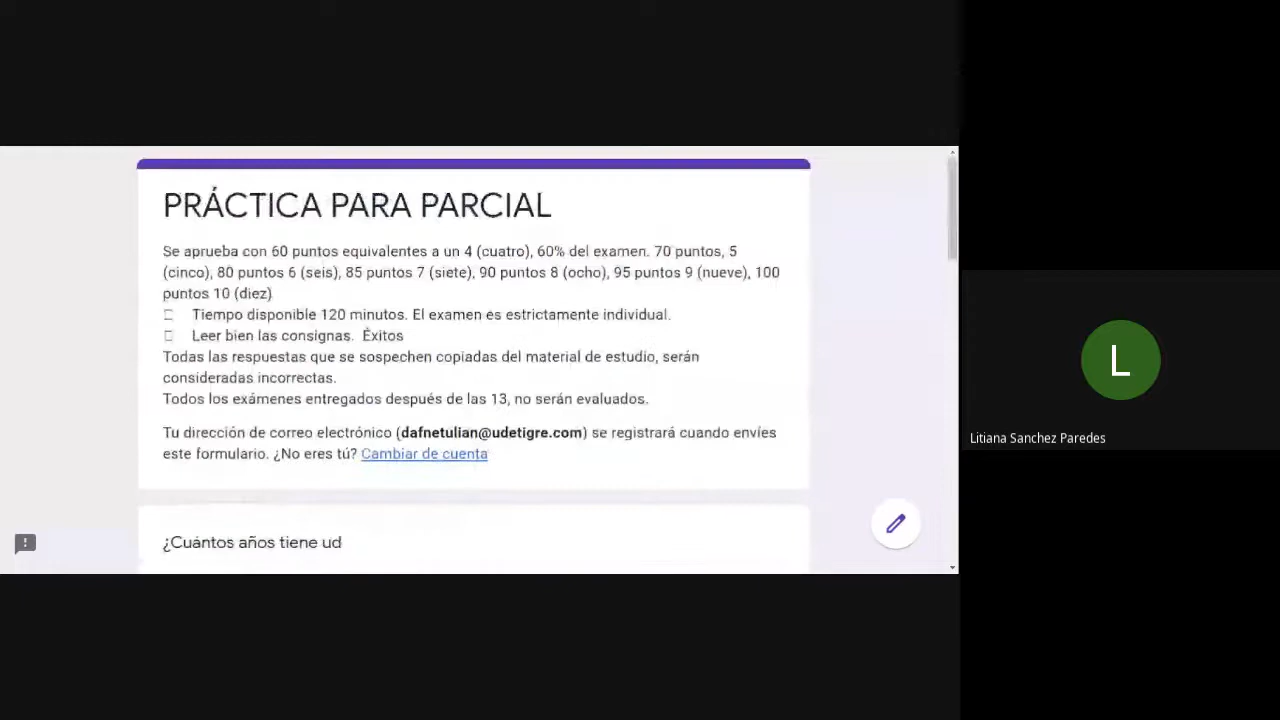 PRÁCTICA PARA PARCIAL
Se aprueba con 60 puntos equivalentes a un 4 (cuatro), 60% del examen. 70 puntos, 5
(cinco), 80 puntos 6 (seis), 85 puntos 7 (siete), 90 puntos 8 (ocho), 95 puntos 9 (nueve), 100
puntos 10 (diez)
Tiempo disponible 120 minutos. El examen es estrictamente individual.
Leer bien las consignas. Éxitos
Todas las respuestas que se sospechen copiadas del material de estudio, serán
consideradas incorrectas.
Todos los exámenes entregados después de las 13, no serán evaluados.
Tu dirección de correo electrónico (dafnetulian@udetigre.com) se registrará cuando envíes
este formulario. ¿No eres tú? Cambiar de cuenta
¿Cuántos años tiene ud
L
Litiana Sanchez Paredes